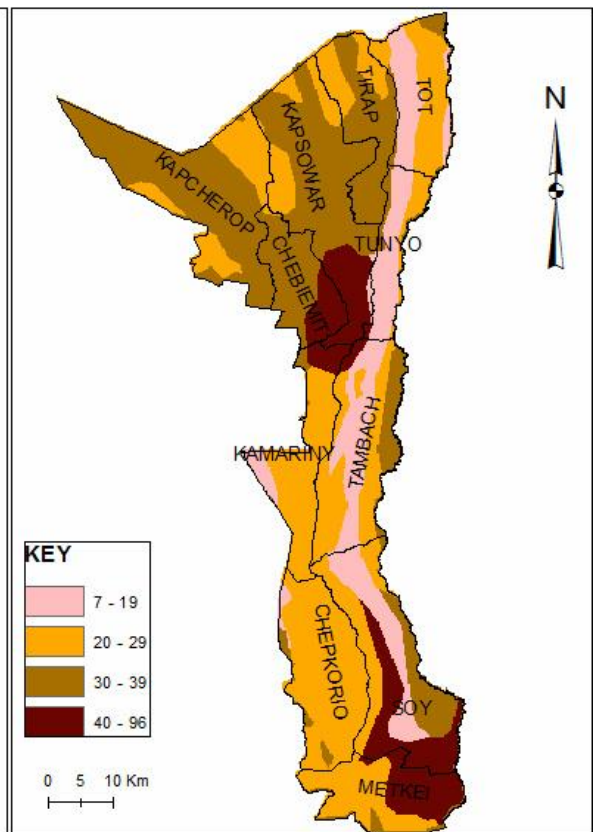 TIRAP
TOT
N
KAPSOWAR
KAPCHEROP
TUNYO
CHEBIEMIT
TAMBACH
KAMARINY
KEY
7 - 19
20 - 29
30 - 39
40 - 96
CHEPKORIO
SOY
0 5 10 Km
METKEI